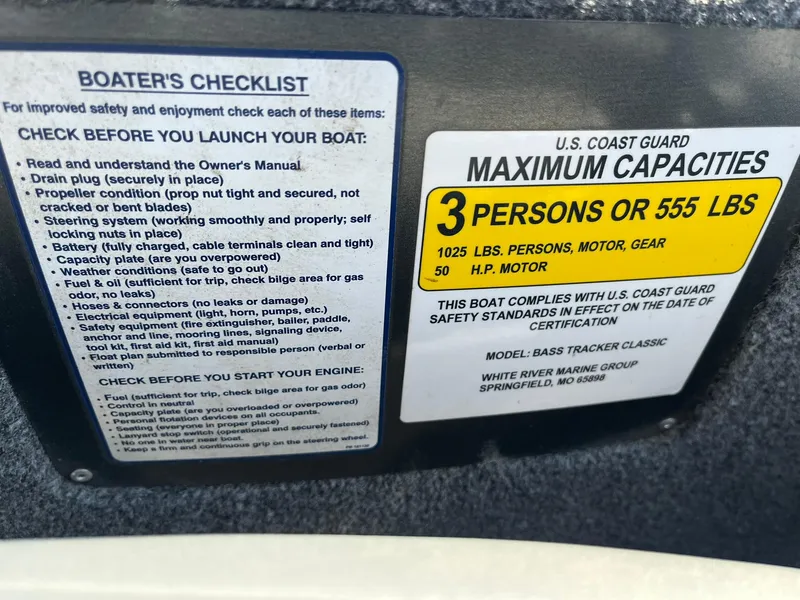 BOATER'S CHECKLIST
For improved safety and enjoyment check each of these items:
CHECK BEFORE YOU LAUNCH YOUR BOAT:
• Read and understand the Owner's Manual
• Drain plug (securely in place)
• Propeller condition (prop nut tight and secured, not
cracked or bent blades)
• Steering system (working smoothly and properly; self
locking nuts in place)
• Battery (fully charged, cable terminals clean and tight)
• Capacity plate (are you overpowered)
• Weather conditions (safe to go out)
• Fuel & oil (sufficient for trip, check bilge area for gas
odor, no leaks)
• Hoses & connectors (no leaks or damage)
• Electrical equipment (light, horn, pumps, etc.)
• Safety equipment (fire extinguisher, bailer, paddle,
anchor and line, mooring lines, signaling device,
tool kit, first aid kit, first aid manual)
• Float plan submitted to responsible person (verbal or
written)
CHECK BEFORE YOU START YOUR ENGINE:
• Fuel (sufficient for trip, check bilge area for gas odor)
• Control in neutral
• Capacity plate (are you overloaded or overpowered)
• Personal flotation devices on all occupants.
• Seating (everyone in proper place)
• Lanyard stop switch (operational and securely fastened)
• No one in water near boat.
• Keep a firm and continuous grip on the steering wheel.
U.S. COAST GUARD
MAXIMUM CAPACITIES
3 PERSONS OR 555 LBS
1025 LBS. PERSONS, MOTOR, GEAR
50 H.P. MOTOR
THIS BOAT COMPLIES WITH U.S. COAST GUARD
SAFETY STANDARDS IN EFFECT ON THE DATE OF
CERTIFICATION
MODEL: BASS TRACKER CLASSIC
WHITE RIVER MARINE GROUP
SPRINGFIELD, MO 65898